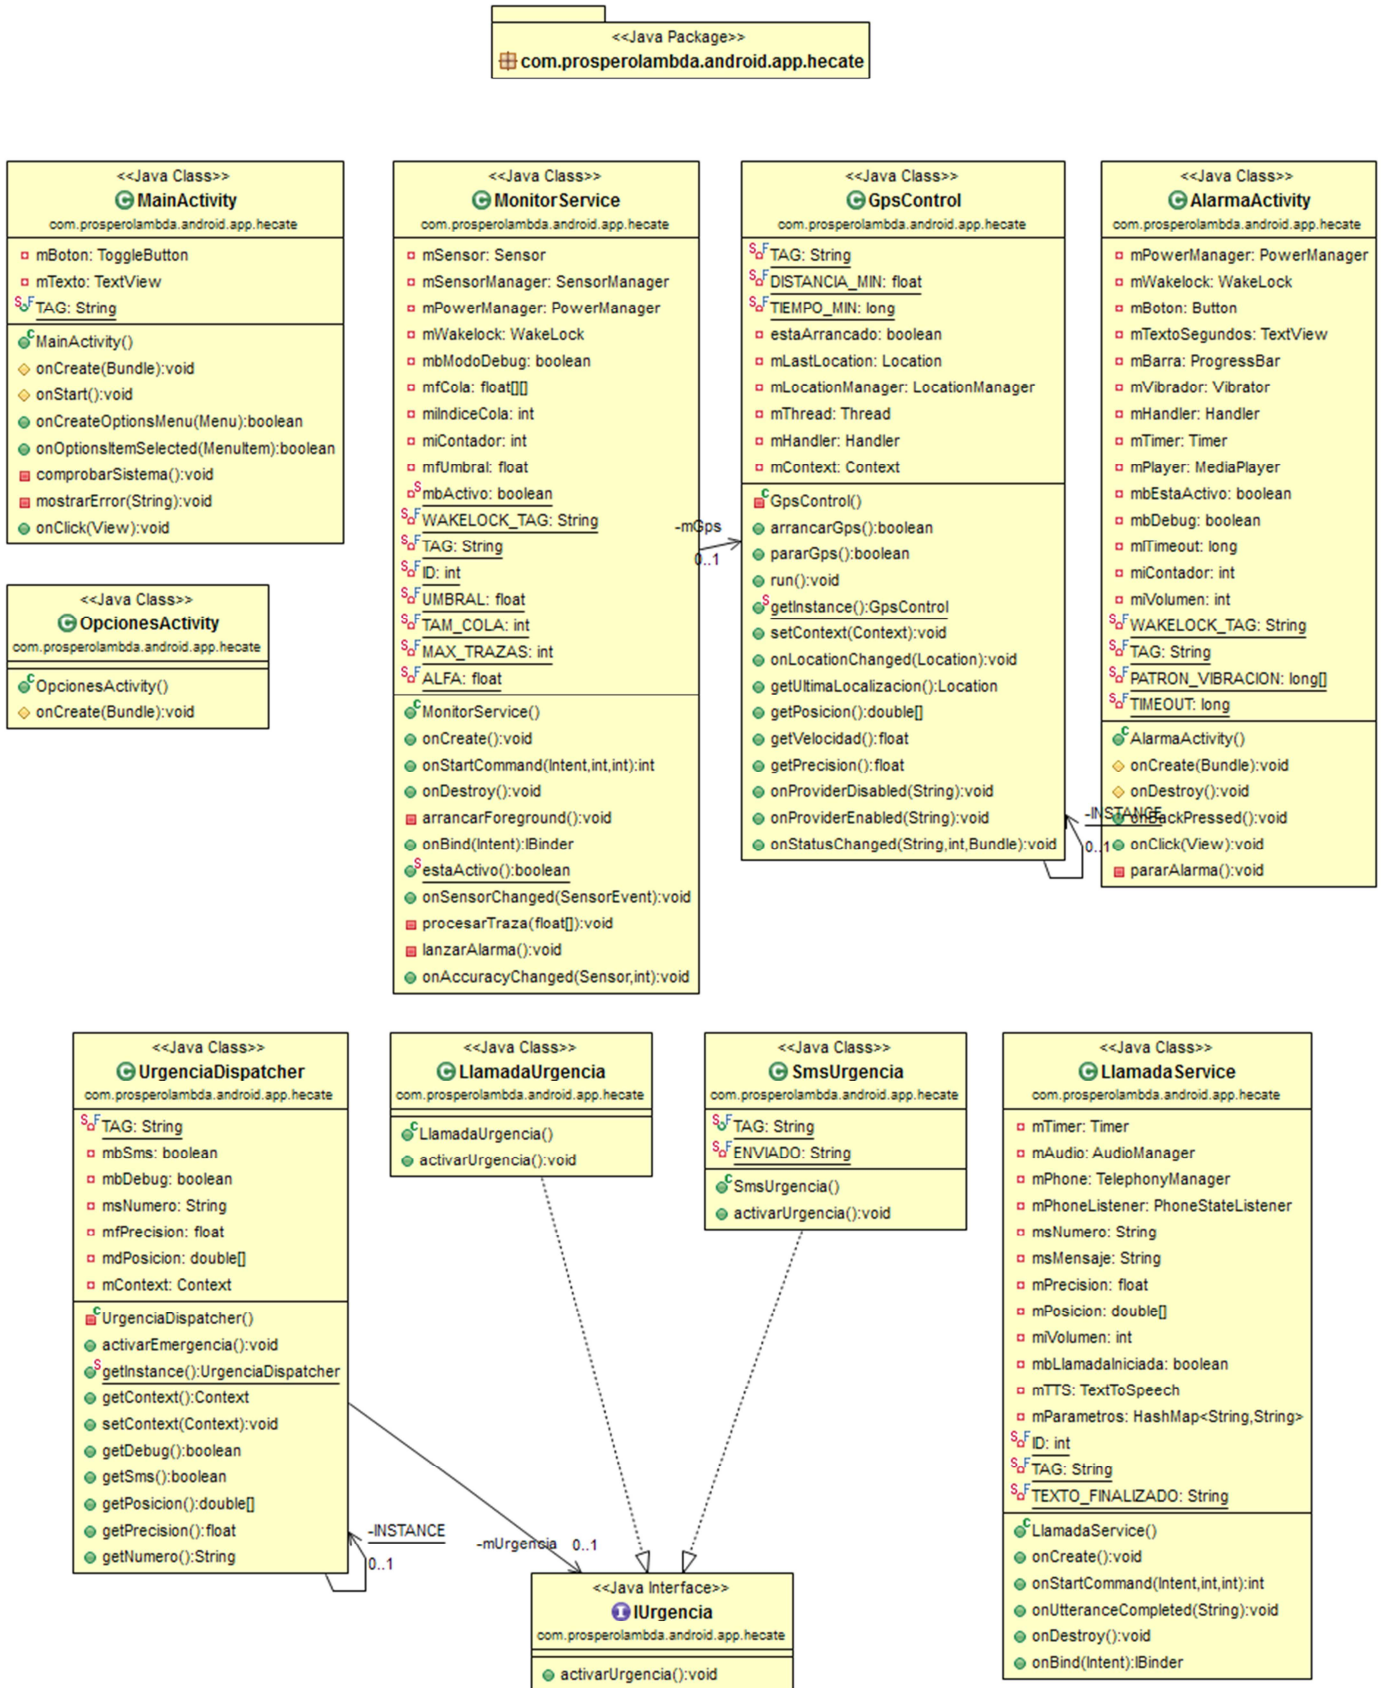 <<Java Package>>
com.prosperolambda.android.app.hecate
<<Java Class>>
MainActivity
com.prosperolambda.android.app.hecate
mBoton: ToggleButton
mTexto: TextView
TAG: String
MainActivity()
onCreate(Bundle):void
onStart():void
onCreateOptionsMenu(Menu):boolean
onOptionsItemSelected(MenuItem):boolean
comprobarSistema():void
mostrarError(String):void
onClick(View):void
<<Java Class>>
OpcionesActivity
com.prosperolambda.android.app.hecate
OpcionesActivity()
onCreate(Bundle):void
<<Java Class>>
MonitorService
com.prosperolambda.android.app.hecate
mSensor: Sensor
mSensorManager: SensorManager
mPowerManager: PowerManager
mWakelock: WakeLock
mbModoDebug: boolean
mfCola: float[][]
miIndiceCola: int
miContador: int
mfUmbral: float
mbActivo: boolean
WAKELOCK_TAG: String
TAG: String
ID: int
UMBRAL: float
TAM_COLA: int
MAX_TRAZAS: int
ALFA: float
MonitorService()
onCreate():void
onStartCommand(Intent,int,int):int
onDestroy():void
arrancarForeground():void
onBind(Intent):IBinder
estaActivo():boolean
onSensorChanged(SensorEvent):void
procesarTraza(float[]):void
lanzarAlarma():void
onAccuracyChanged(Sensor,int):void
-mGps
0..1
<<Java Class>>
GpsControl
com.prosperolambda.android.app.hecate
TAG: String
DISTANCIA_MIN: float
TIEMPO_MIN: long
estaArrancado: boolean
mLastLocation: Location
mLocationManager: LocationManager
mThread: Thread
mHandler: Handler
mContext: Context
GpsControl()
arrancarGps():boolean
pararGps():boolean
run():void
getInstance():GpsControl
setContext(Context):void
onLocationChanged(Location):void
getUltimaLocalizacion():Location
getPosicion():double[]
getVelocidad():float
getPrecision():float
onProviderDisabled(String):void
onProviderEnabled(String):void
onStatusChanged(String,int,Bundle):void
-INSTANCE
0..1
<<Java Class>>
AlarmaActivity
com.prosperolambda.android.app.hecate
mPowerManager: PowerManager
mWakelock: WakeLock
mBoton: Button
mTextoSegundos: TextView
mBarra: ProgressBar
mVibrador: Vibrator
mHandler: Handler
mTimer: Timer
mPlayer: MediaPlayer
mbEstaActivo: boolean
mbDebug: boolean
mlTimeout: long
miContador: int
miVolumen: int
WAKELOCK_TAG: String
TAG: String
PATRON_VIBRACION: long[]
TIMEOUT: long
AlarmaActivity()
onCreate(Bundle):void
onDestroy():void
onBackPressed():void
onClick(View):void
pararAlarma():void
<<Java Class>>
UrgenciaDispatcher
com.prosperolambda.android.app.hecate
TAG: String
mbSms: boolean
mbDebug: boolean
msNumero: String
mfPrecision: float
mdPosicion: double[]
mContext: Context
UrgenciaDispatcher()
activarEmergencia():void
getInstance():UrgenciaDispatcher
getContext():Context
setContext(Context):void
getDebug():boolean
getSms():boolean
getPosicion():double[]
getPrecision():float
getNumero():String
-INSTANCE
0..1
<<Java Class>>
LlamadaUrgencia
com.prosperolambda.android.app.hecate
LlamadaUrgencia()
activarUrgencia():void
<<Java Class>>
SmsUrgencia
com.prosperolambda.android.app.hecate
TAG: String
ENVIADO: String
SmsUrgencia()
activarUrgencia():void
-mUrgencia 0..1
<<Java Interface>>
IUrgencia
com.prosperolambda.android.app.hecate
activarUrgencia():void
<<Java Class>>
LlamadaService
com.prosperolambda.android.app.hecate
mTimer: Timer
mAudio: AudioManager
mPhone: TelephonyManager
mPhoneListener: PhoneStateListener
msNumero: String
msMensaje: String
mPrecision: float
mPosicion: double[]
miVolumen: int
mbLlamadaIniciada: boolean
mTTS: TextToSpeech
mParametros: HashMap<String,String>
ID: int
TAG: String
TEXTO_FINALIZADO: String
LlamadaService()
onCreate():void
onStartCommand(Intent,int,int):int
onUtteranceCompleted(String):void
onDestroy():void
onBind(Intent):IBinder